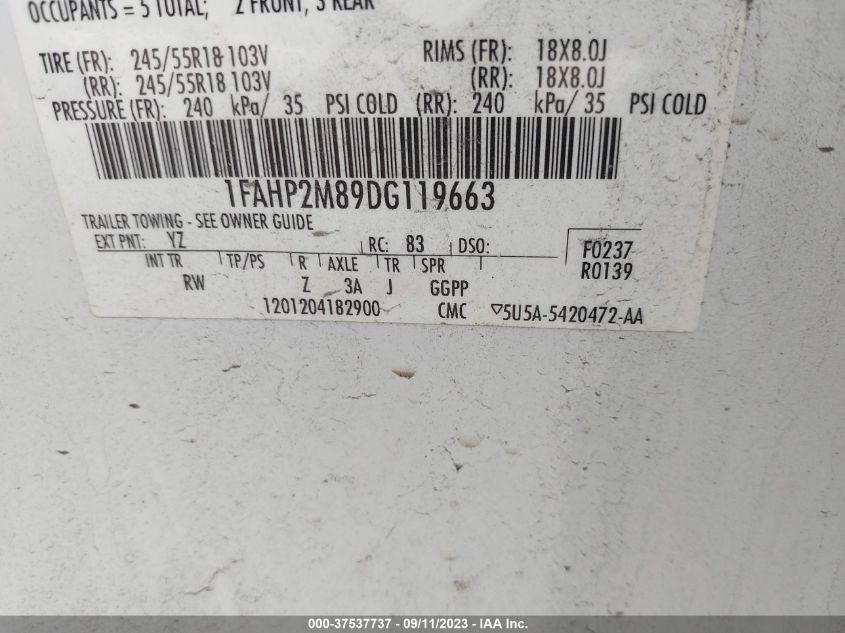 OCCUPANTS = 5 TOTAL; 2 FRONT, 3 REAR
TIRE (FR): 245/55R18 103V RIMS (FR): 18X8.0J
(RR): 245/55R18 103V (RR): 18X8.0J
PRESSURE (FR): 240 kPa/ 35 PSI COLD (RR): 240 kPa/ 35 PSI COLD
1FAHP2M89DG119663
TRAILER TOWING - SEE OWNER GUIDE
EXT PNT: YZ RC: 83 DSO: F0237
INT TR TP/PS R AXLE TR SPR R0139
RW Z 3A J GGPP
1201204182900 CMC ▽5U5A-5420472-AA
000-37537737 - 09/11/2023 - IAA Inc.